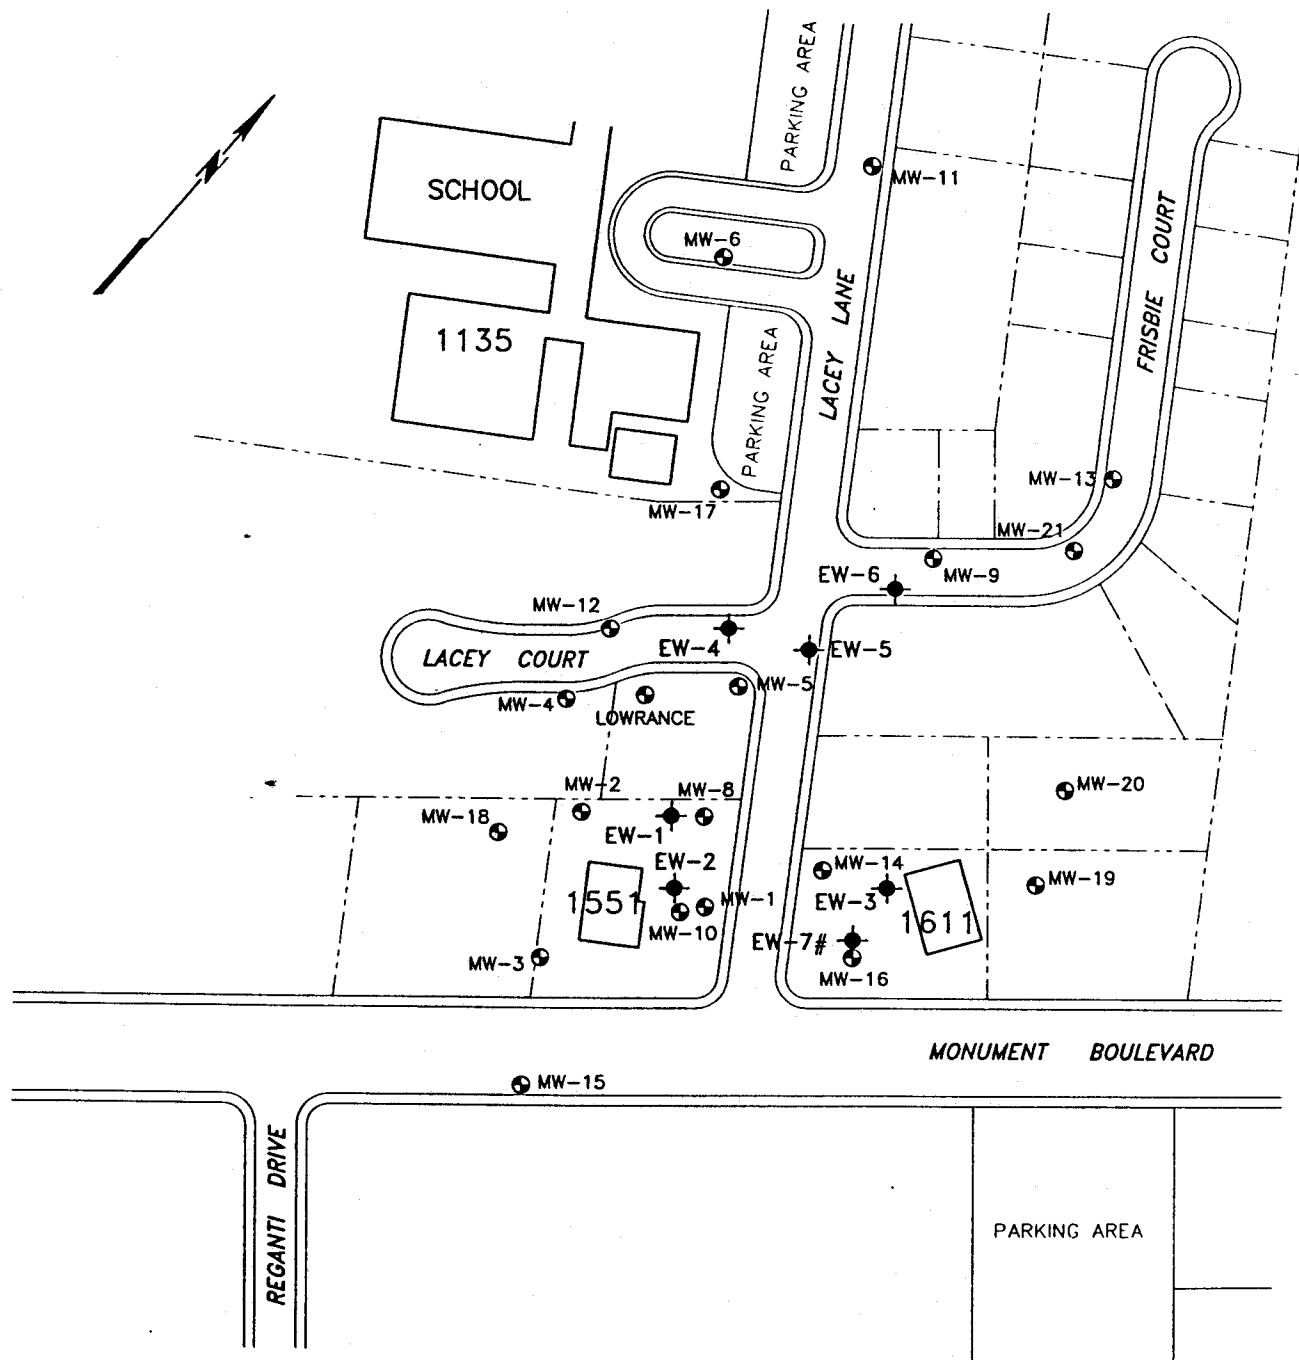 PARKING AREA
SCHOOL
MW-11
MW-6
FRISBIE COURT
LACEY LANE
1135
PARKING AREA
MW-13
MW-17
MW-21
MW-9
EW-6
MW-12
EW-4
EW-5
LACEY COURT
MW-5
MW-4
LOWRANCE
MW-2
MW-8
MW-20
MW-18
EW-1
EW-2
MW-14
MW-19
1551
MW-1
EW-3
1611
MW-10
EW-7#
MW-3
MW-16
MONUMENT BOULEVARD
MW-15
REGANTI DRIVE
PARKING AREA